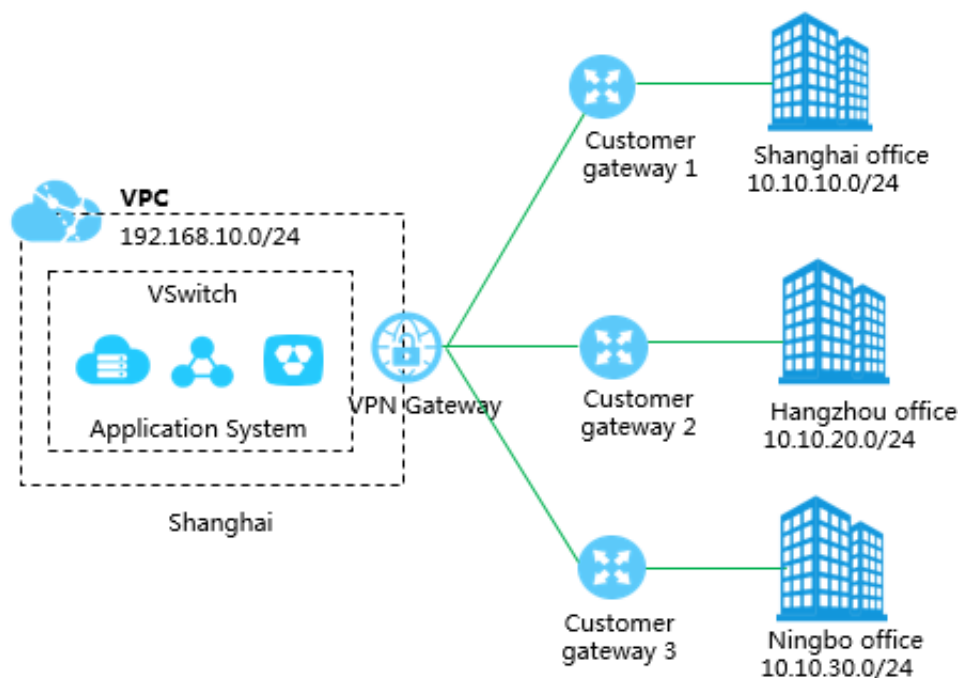 VPC
192.168.10.0/24
VSwitch
Application System
Shanghai
VPN Gateway
Customer
gateway 1
Shanghai office
10.10.10.0/24
Customer
gateway 2
Hangzhou office
10.10.20.0/24
Customer
gateway 3
Ningbo office
10.10.30.0/24